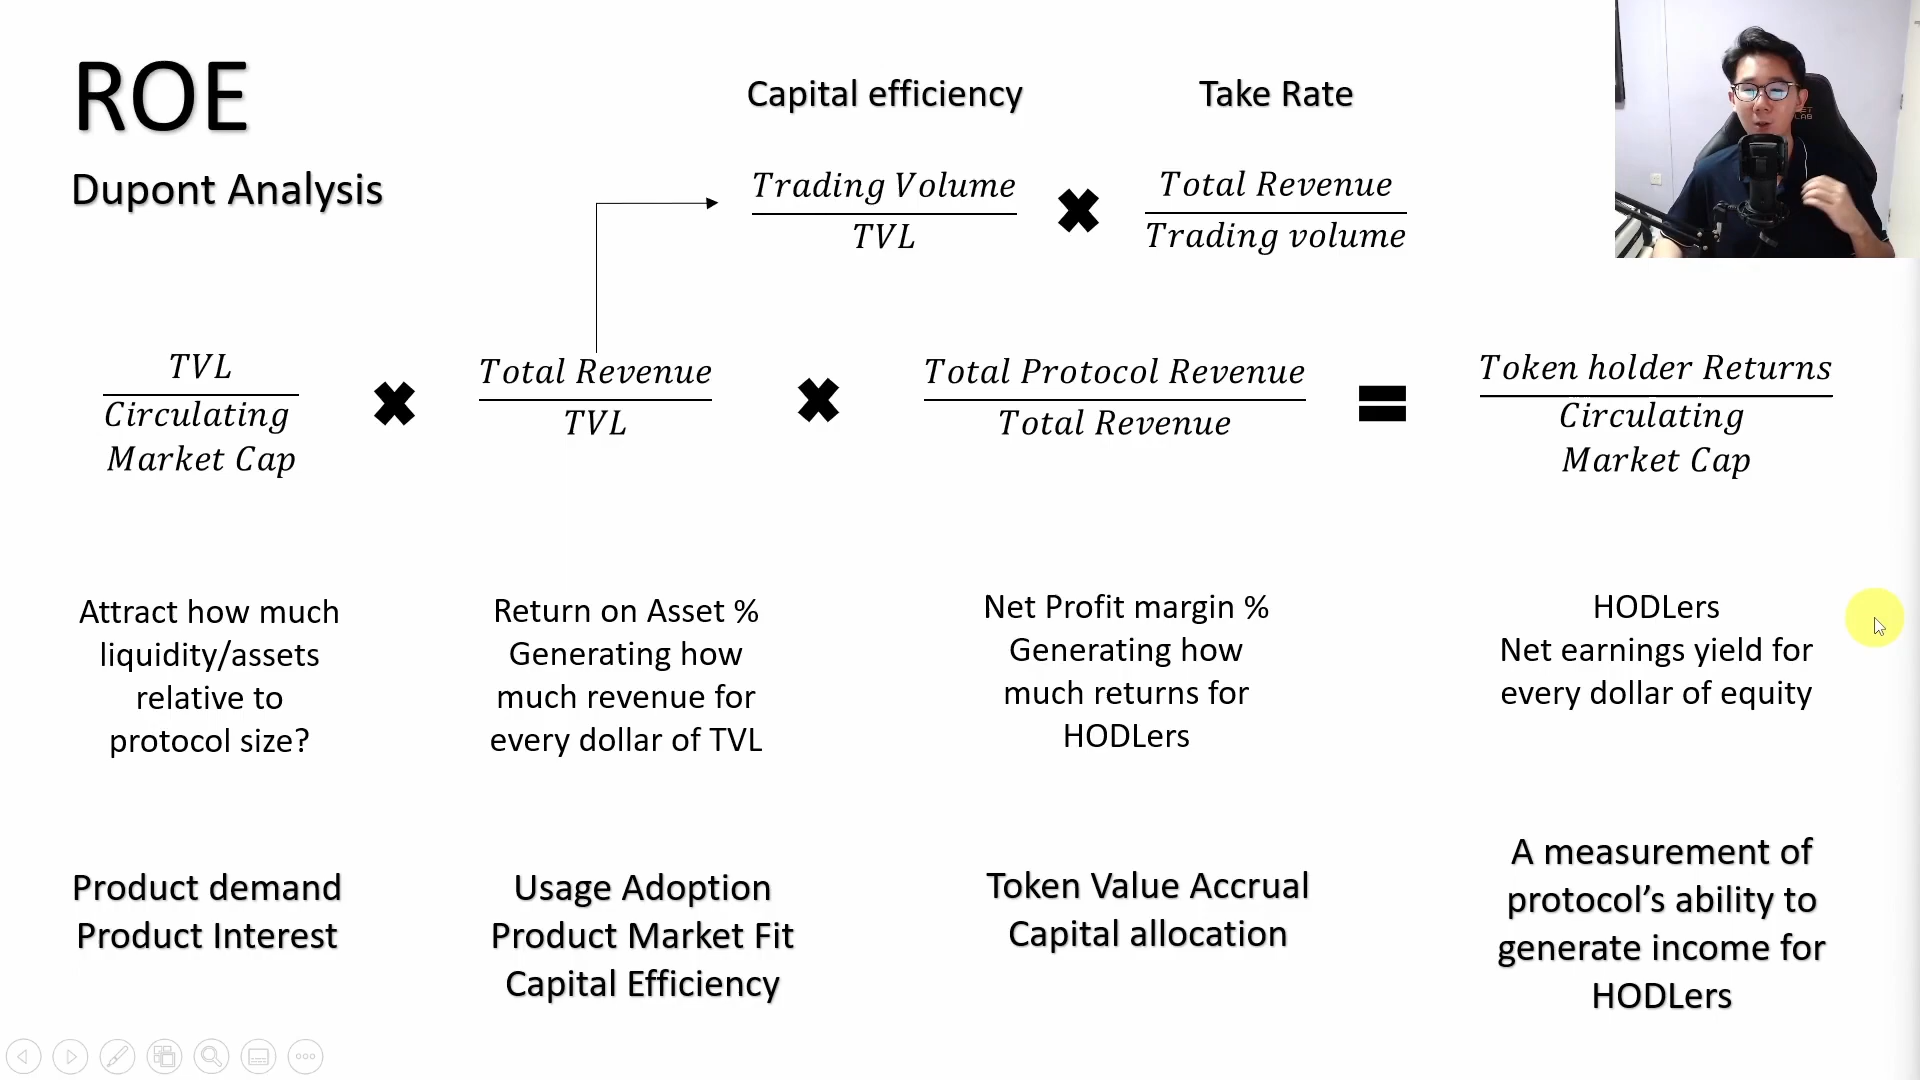 ROE
Dupont Analysis
Capital efficiency
Take Rate
Trading Volume
TVL
Total Revenue
Trading volume
TVL
Circulating
Market Cap
Total Revenue
TVL
Total Protocol Revenue
Total Revenue
Token holder Returns
Circulating
Market Cap
Attract how much
liquidity/assets
relative to
protocol size?
Return on Asset %
Generating how
much revenue for
every dollar of TVL
Net Profit margin %
Generating how
much returns for
HODLers
HODLers
Net earnings yield for
every dollar of equity
Product demand
Product Interest
Usage Adoption
Product Market Fit
Capital Efficiency
Token Value Accrual
Capital allocation
A measurement of
protocol’s ability to
generate income for
HODLers